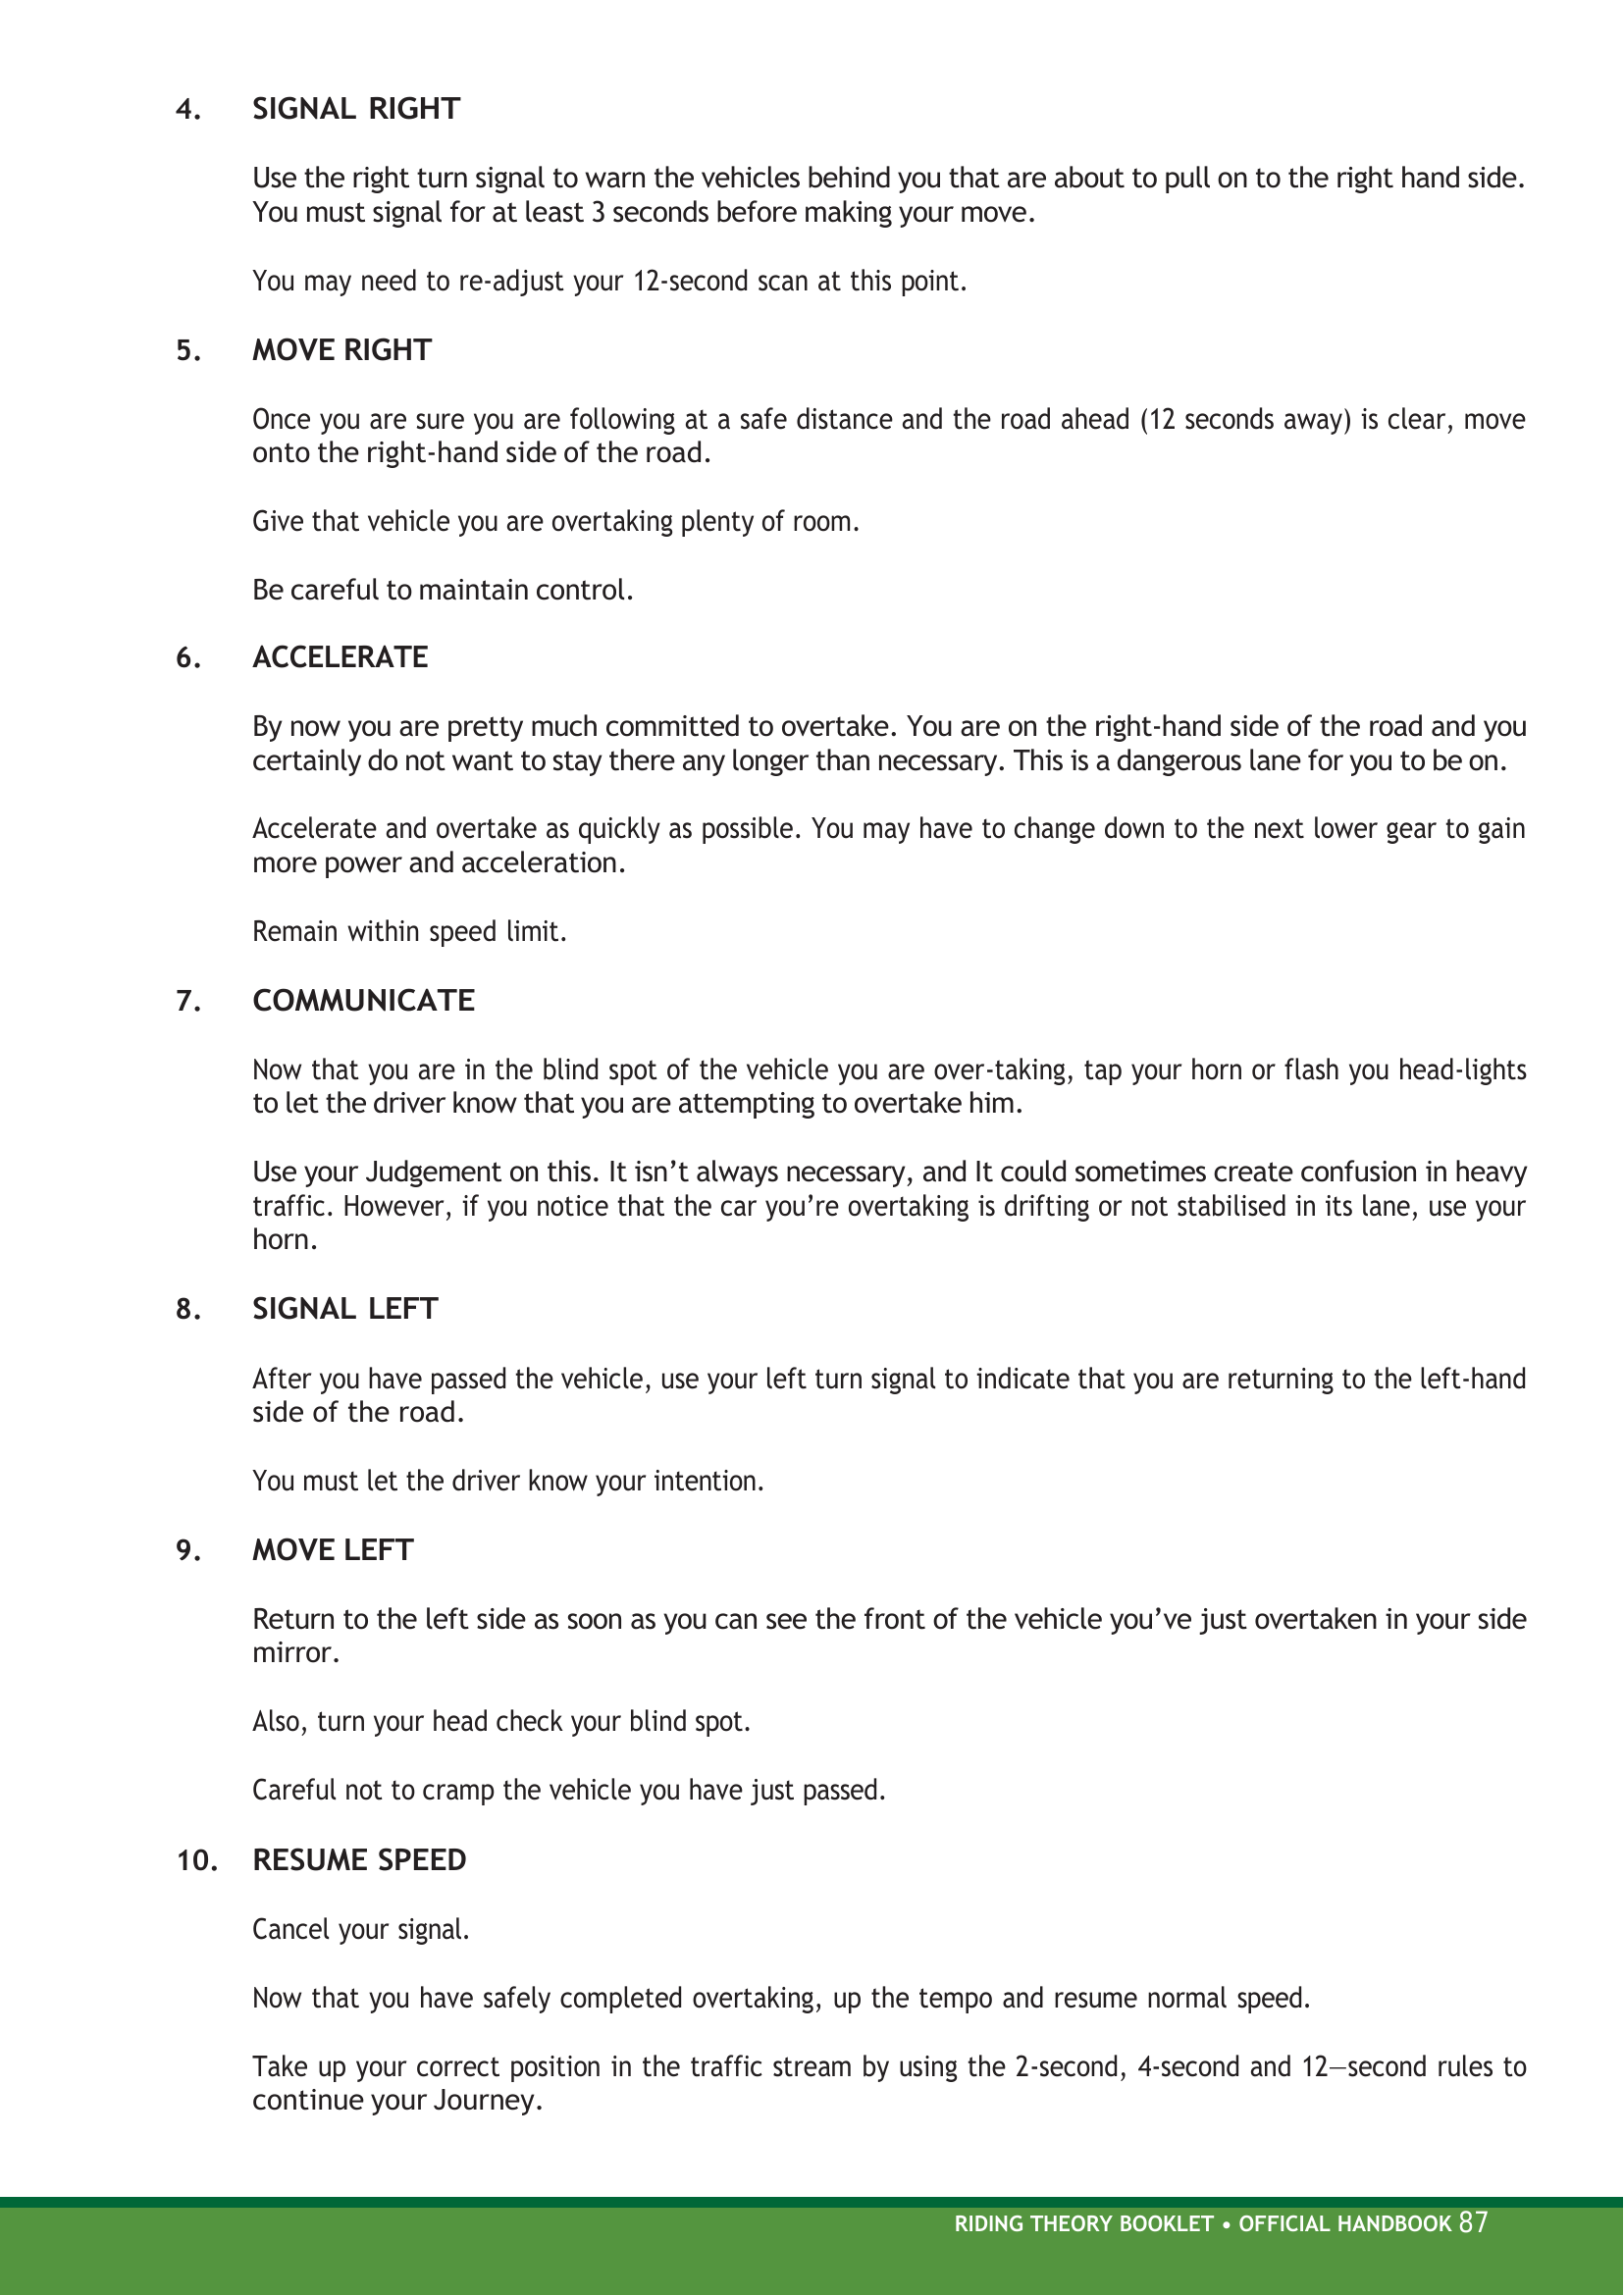 4. SIGNAL RIGHT
Use the right turn signal to warn the vehicles behind you that are about to pull on to the right hand side.
You must signal for at least 3 seconds before making your move.
You may need to re-adjust your 12-second scan at this point.
5. MOVE RIGHT
Once you are sure you are following at a safe distance and the road ahead (12 seconds away) is clear, move
onto the right-hand side of the road.
Give that vehicle you are overtaking plenty of room.
Be careful to maintain control.
6. ACCELERATE
By now you are pretty much committed to overtake. You are on the right-hand side of the road and you
certainly do not want to stay there any longer than necessary. This is a dangerous lane for you to be on.
Accelerate and overtake as quickly as possible. You may have to change down to the next lower gear to gain
more power and acceleration.
Remain within speed limit.
7. COMMUNICATE
Now that you are in the blind spot of the vehicle you are over-taking, tap your horn or flash you head-lights
to let the driver know that you are attempting to overtake him.
Use your Judgement on this. It isn’t always necessary, and It could sometimes create confusion in heavy
traffic. However, if you notice that the car you’re overtaking is drifting or not stabilised in its lane, use your
horn.
8. SIGNAL LEFT
After you have passed the vehicle, use your left turn signal to indicate that you are returning to the left-hand
side of the road.
You must let the driver know your intention.
9. MOVE LEFT
Return to the left side as soon as you can see the front of the vehicle you’ve just overtaken in your side
mirror.
Also, turn your head check your blind spot.
Careful not to cramp the vehicle you have just passed.
10. RESUME SPEED
Cancel your signal.
Now that you have safely completed overtaking, up the tempo and resume normal speed.
Take up your correct position in the traffic stream by using the 2-second, 4-second and 12—second rules to
continue your Journey.
RIDING THEORY BOOKLET • OFFICIAL HANDBOOK 87